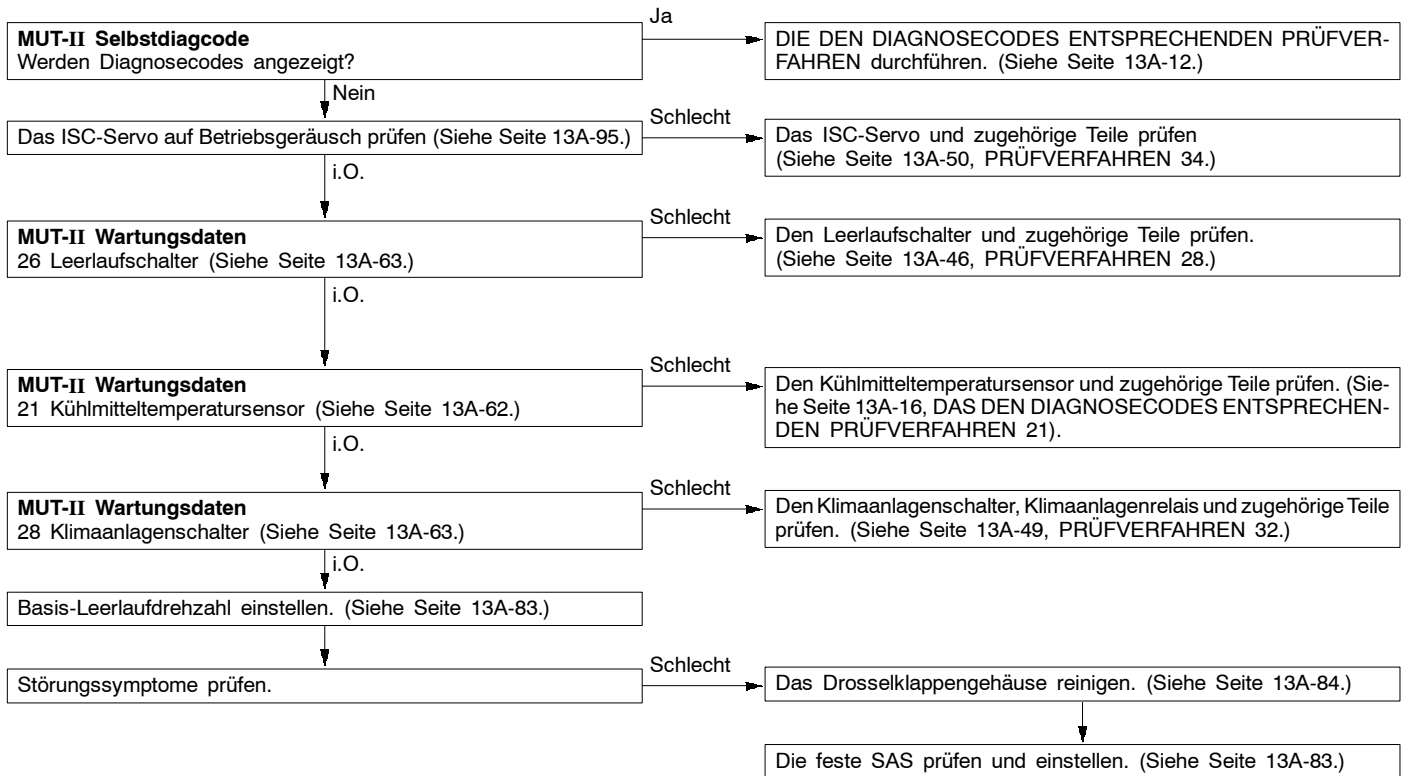 MUT-II Selbstdiagcode
Werden Diagnosecodes angezeigt?
Ja
DIE DEN DIAGNOSECODES ENTSPRECHENDEN PRÜFVER-
FAHREN durchführen. (Siehe Seite 13A-12.)
Nein
Das ISC-Servo auf Betriebsgeräusch prüfen (Siehe Seite 13A-95.)
Schlecht
Das ISC-Servo und zugehörige Teile prüfen
(Siehe Seite 13A-50, PRÜFVERFAHREN 34.)
i.O.
MUT-II Wartungsdaten
26 Leerlaufschalter (Siehe Seite 13A-63.)
Schlecht
Den Leerlaufschalter und zugehörige Teile prüfen.
(Siehe Seite 13A-46, PRÜFVERFAHREN 28.)
i.O.
MUT-II Wartungsdaten
21 Kühlmitteltemperatursensor (Siehe Seite 13A-62.)
Schlecht
Den Kühlmitteltemperatursensor und zugehörige Teile prüfen. (Sie-
he Seite 13A-16, DAS DEN DIAGNOSECODES ENTSPRECHEN-
DEN PRÜFVERFAHREN 21).
i.O.
MUT-II Wartungsdaten
28 Klimaanlagenschalter (Siehe Seite 13A-63.)
Schlecht
Den Klimaanlagenschalter, Klimaanlagenrelais und zugehörige Teile
prüfen. (Siehe Seite 13A-49, PRÜFVERFAHREN 32.)
i.O.
Basis-Leerlaufdrehzahl einstellen. (Siehe Seite 13A-83.)
Störungssymptome prüfen.
Schlecht
Das Drosselklappengehäuse reinigen. (Siehe Seite 13A-84.)
Die feste SAS prüfen und einstellen. (Siehe Seite 13A-83.)